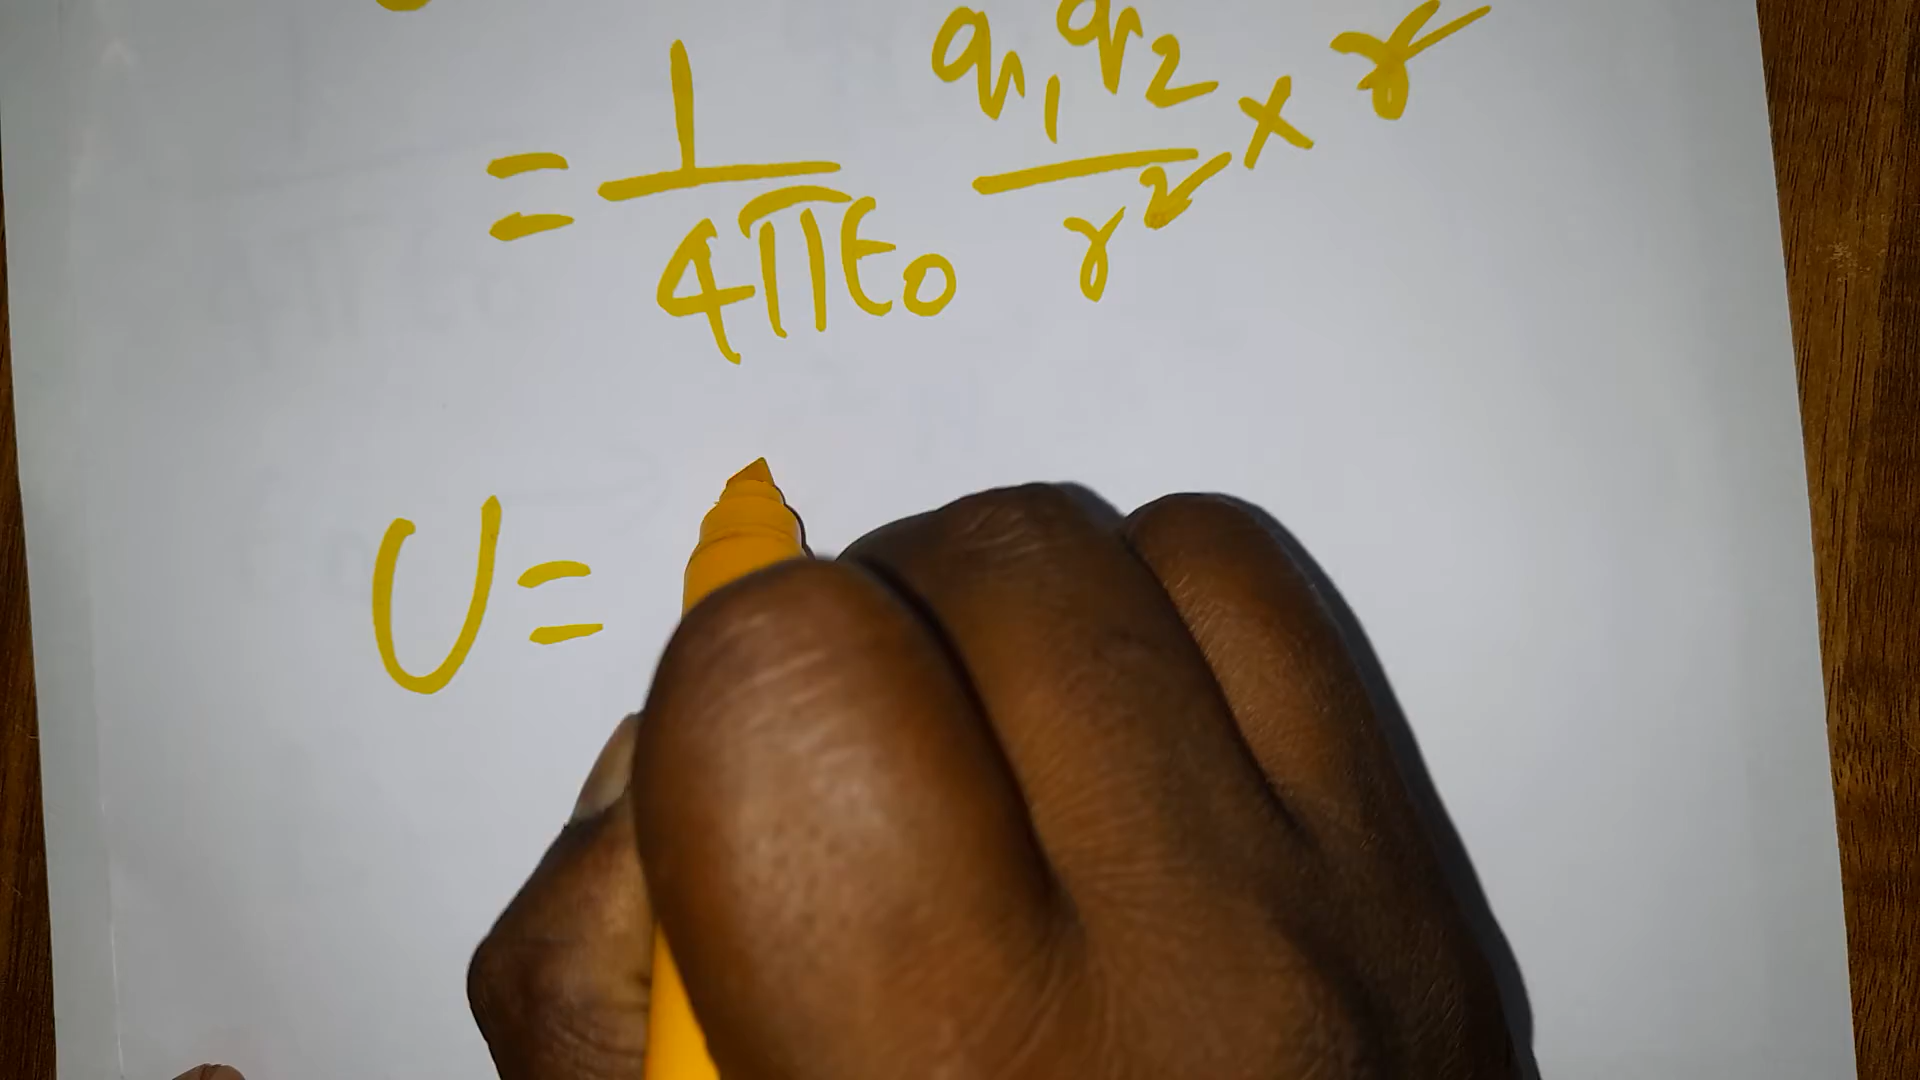 = 1/4πε₀ q₁q₂/r² × r
U =